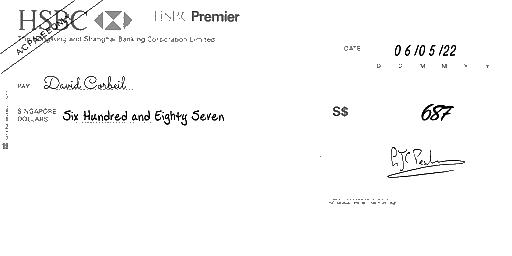 HSBC HSBC Premier
The Hongkong and Shanghai Banking Corporation Limited
A/C PAYEE ONLY
DATE 06/05/22
D D M M Y Y
PAY David Corbeil
SINGAPORE DOLLARS Six Hundred and Eighty Seven
S$ 687